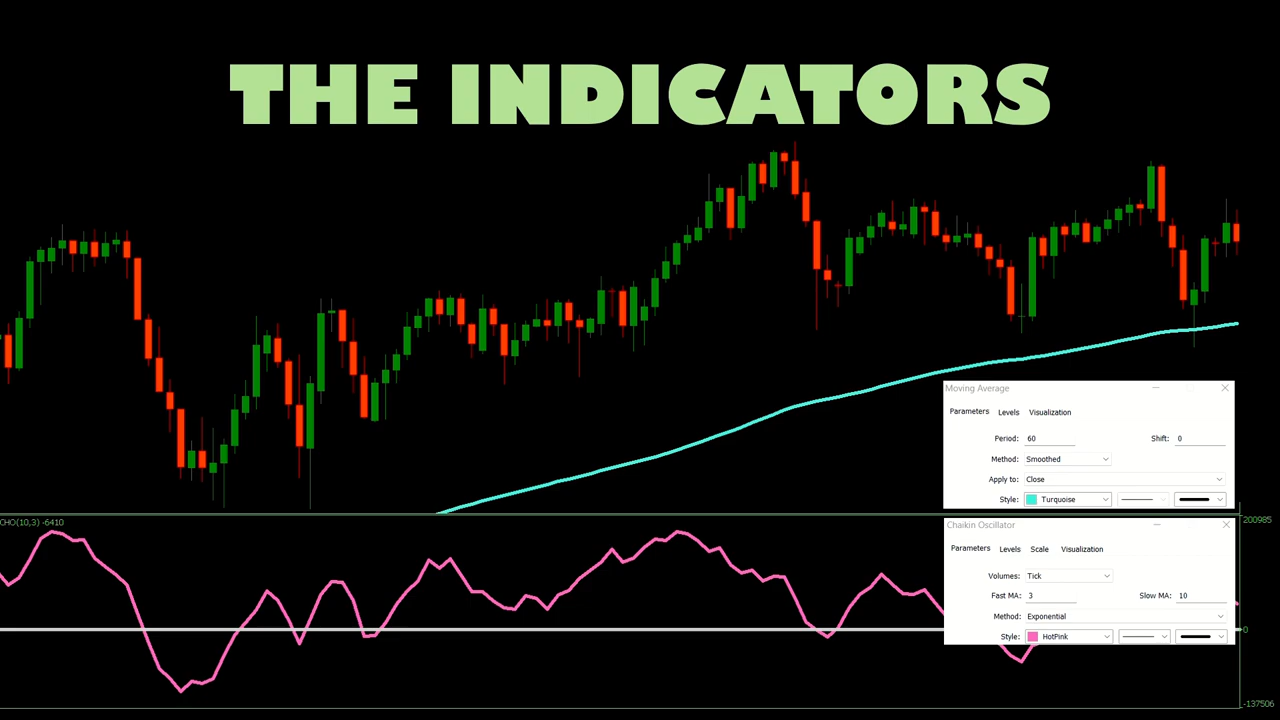 THE INDICATORS
Moving Average
Parameters Levels Visualization
Period: 60 Shift: 0
Method: Smoothed
Apply to: Close
Style: Turquoise
CHO(10,3) -6410
200985
Chaikin Oscillator
Parameters Levels Scale Visualization
Volumes: Tick
Fast MA: 3 Slow MA: 10
Method: Exponential
Style: HotPink
0
-137506